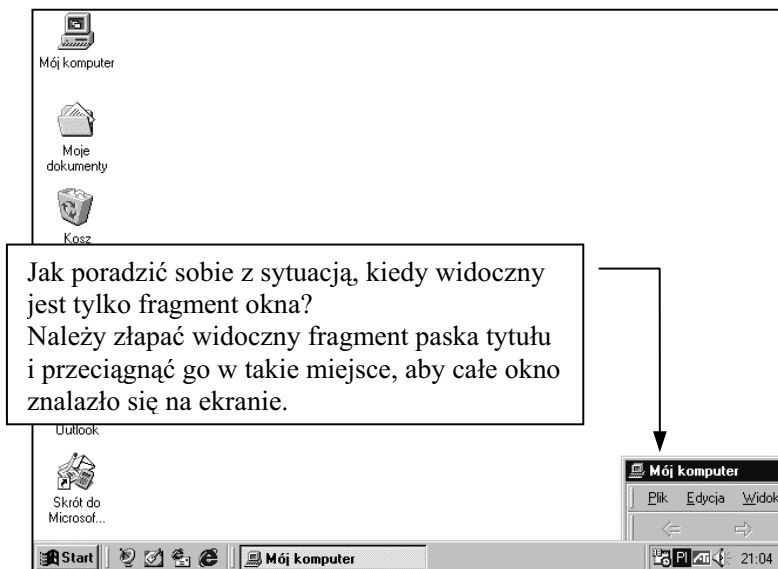 Mój komputer
Moje
dokumenty
Kosz
Jak poradzić sobie z sytuacją, kiedy widoczny
jest tylko fragment okna?
Należy złapać widoczny fragment paska tytułu
i przeciągnąć go w takie miejsce, aby całe okno
znalazło się na ekranie.
Outlook
Skrót do
Microsof...
Mój komputer
Plik Edycja Widok
Start
Mój komputer
PI
21:04